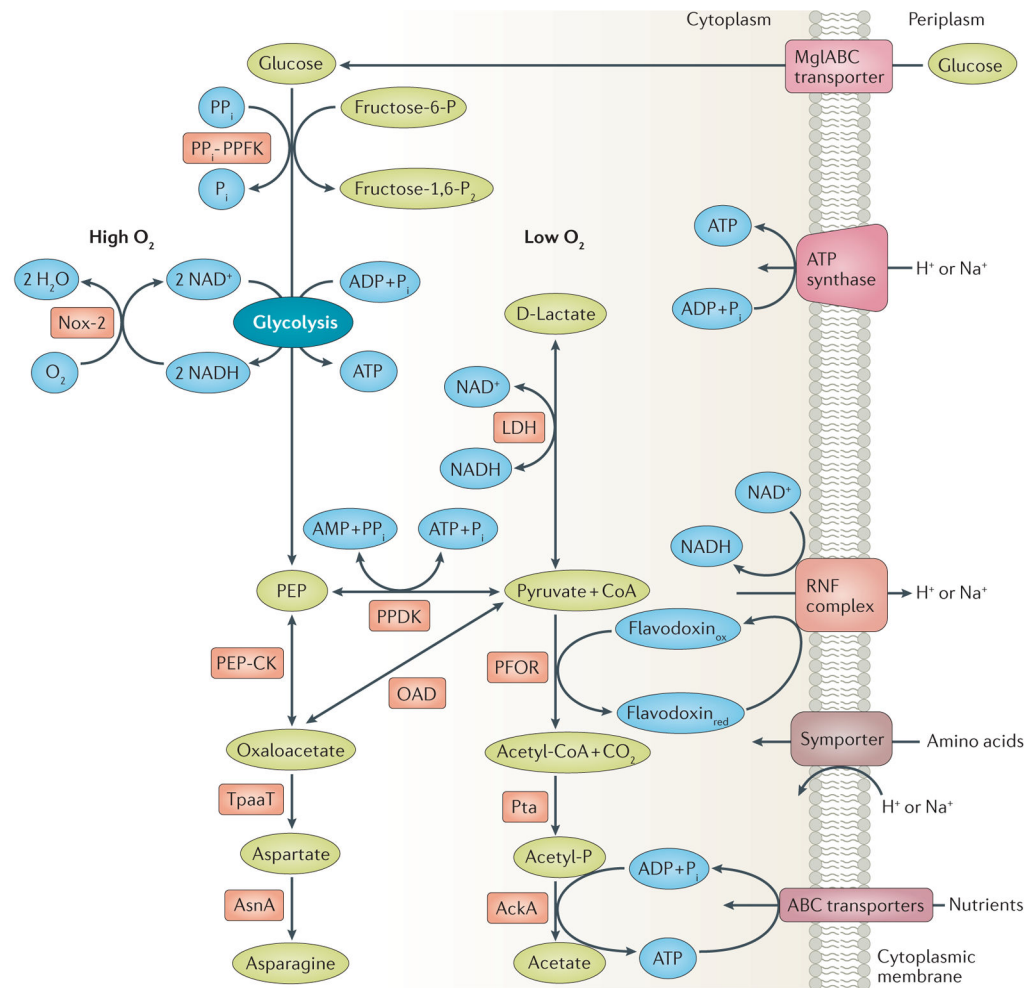 Cytoplasm
Periplasm
Glucose
MglABC
transporter
Glucose
PPᵢ
Fructose-6-P
PPᵢ-PPFK
Pᵢ
Fructose-1,6-P₂
High O₂
Low O₂
ATP
ATP
synthase
H⁺ or Na⁺
ADP+Pᵢ
2 H₂O
2 NAD⁺
ADP+Pᵢ
Nox-2
Glycolysis
D-Lactate
O₂
2 NADH
ATP
NAD⁺
LDH
NADH
NAD⁺
AMP+PPᵢ
ATP+Pᵢ
NADH
PEP
PPDK
Pyruvate+CoA
RNF
complex
H⁺ or Na⁺
Flavodoxinₒₓ
PEP-CK
OAD
PFOR
Flavodoxin_red
Oxaloacetate
Acetyl-CoA+CO₂
Symporter
Amino acids
H⁺ or Na⁺
TpaaT
Pta
Aspartate
Acetyl-P
ADP+Pᵢ
AsnA
AckA
ABC transporters
Nutrients
Asparagine
Acetate
ATP
Cytoplasmic
membrane